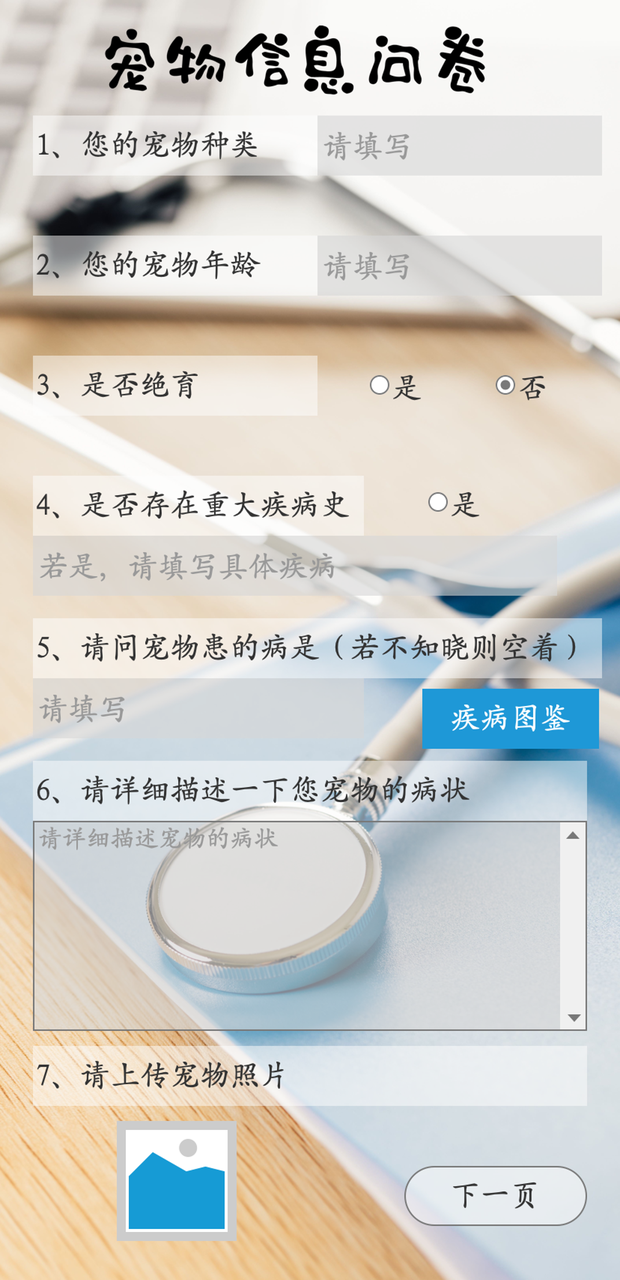 宠物信息问卷
1、您的宠物种类 请填写
2、您的宠物年龄 请填写
3、是否绝育 是 否
4、是否存在重大疾病史 是
若是，请填写具体疾病
5、请问宠物患的病是（若不知晓则空着）
请填写 疾病图鉴
6、请详细描述一下您宠物的病状
请详细描述宠物的病状
7、请上传宠物照片
下一页